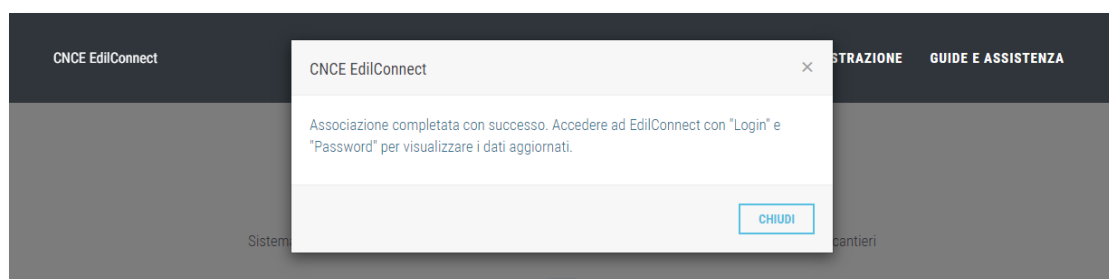 CNCE EdilConnect
CNCE EdilConnect ×
STRAZIONE GUIDE E ASSISTENZA
Associazione completata con successo. Accedere ad EdilConnect con "Login" e
"Password" per visualizzare i dati aggiornati.
CHIUDI
Sistem
cantieri